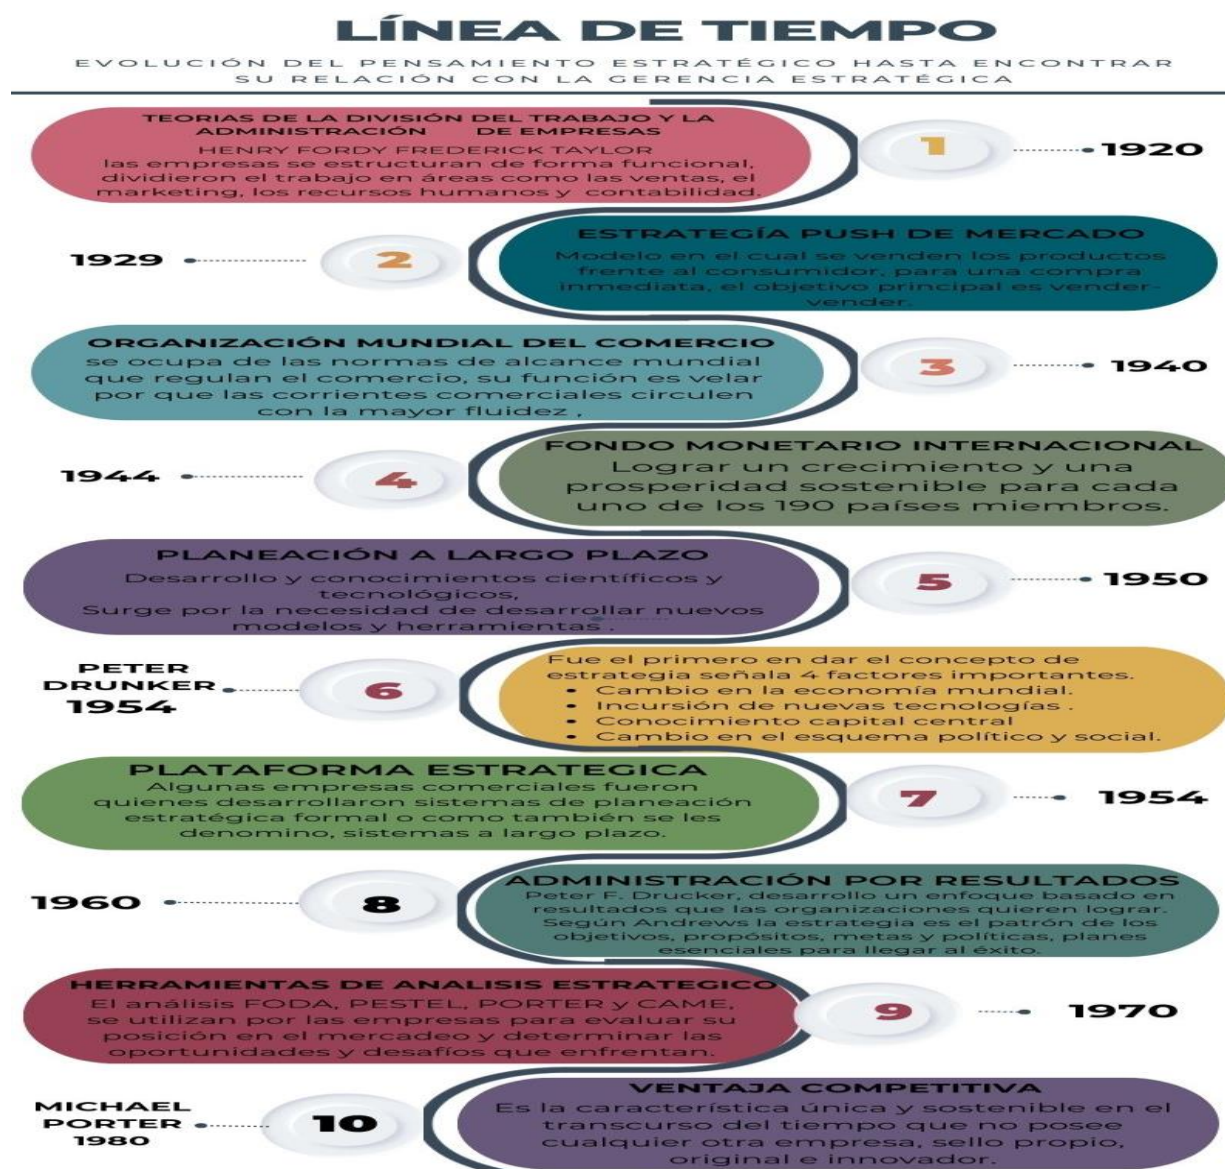 LÍNEA DE TIEMPO
EVOLUCIÓN DEL PENSAMIENTO ESTRATÉGICO HASTA ENCONTRAR
SU RELACIÓN CON LA GERENCIA ESTRATÉGICA
TEORIAS DE LA DIVISIÓN DEL TRABAJO Y LA
ADMINISTRACIÓN DE EMPRESAS
HENRY FORDY FREDERICK TAYLOR
las empresas se estructuran de forma funcional,
dividieron el trabajo en áreas como las ventas, el
marketing, los recursos humanos y contabilidad.
1
1920
1929
2
ESTRATEGÍA PUSH DE MERCADO
Modelo en el cual se venden los productos
frente al consumidor, para una compra
inmediata, el objetivo principal es vender-
vender.
ORGANIZACIÓN MUNDIAL DEL COMERCIO
se ocupa de las normas de alcance mundial
que regulan el comercio, su función es velar
por que las corrientes comerciales circulen
con la mayor fluidez ,
3
1940
1944
4
FONDO MONETARIO INTERNACIONAL
Lograr un crecimiento y una
prosperidad sostenible para cada
uno de los 190 países miembros.
PLANEACIÓN A LARGO PLAZO
Desarrollo y conocimientos científicos y
tecnológicos,
Surge por la necesidad de desarrollar nuevos
modelos y herramientas .
5
1950
PETER
DRUNKER
1954
6
Fue el primero en dar el concepto de
estrategia señala 4 factores importantes.
• Cambio en la economía mundial.
• Incursión de nuevas tecnologías .
• Conocimiento capital central
• Cambio en el esquema político y social.
PLATAFORMA ESTRATEGICA
Algunas empresas comerciales fueron
quienes desarrollaron sistemas de planeación
estratégica formal o como también se les
denomino, sistemas a largo plazo.
7
1954
1960
8
ADMINISTRACIÓN POR RESULTADOS
Peter F. Drucker, desarrollo un enfoque basado en
resultados que las organizaciones quieren lograr.
Según Andrews la estrategia es el patrón de los
objetivos, propósitos, metas y políticas, planes
esenciales para llegar al éxito.
HERRAMIENTAS DE ANALISIS ESTRATEGICO
El análisis FODA, PESTEL, PORTER y CAME,
se utilizan por las empresas para evaluar su
posición en el mercadeo y determinar las
oportunidades y desafíos que enfrentan.
9
1970
MICHAEL
PORTER
1980
10
VENTAJA COMPETITIVA
Es la característica única y sostenible en el
transcurso del tiempo que no posee
cualquier otra empresa, sello propio,
original e innovador.